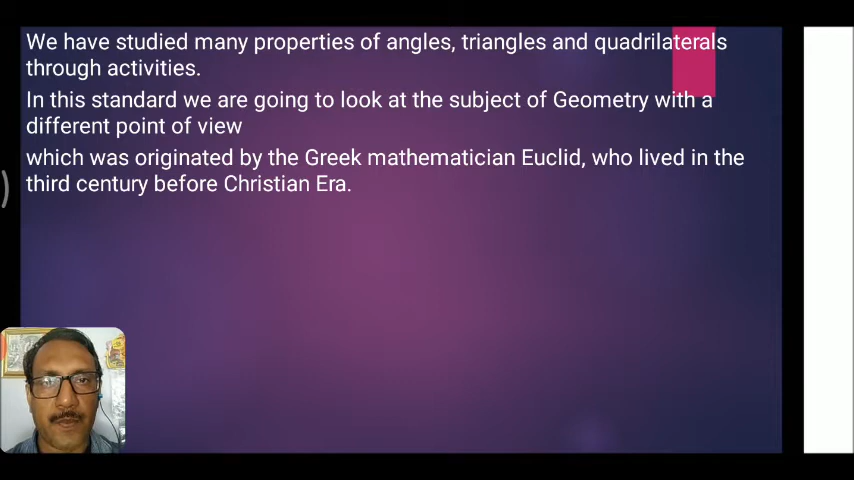 We have studied many properties of angles, triangles and quadrilaterals
through activities.
In this standard we are going to look at the subject of Geometry with a
different point of view
which was originated by the Greek mathematician Euclid, who lived in the
third century before Christian Era.